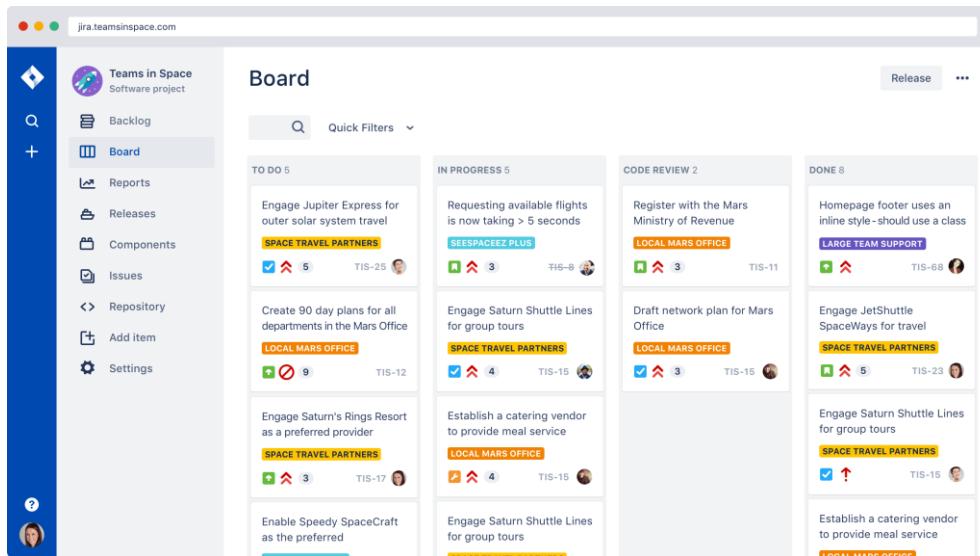 jira.teamsinspace.com
Teams in Space
Software project
Backlog
Board
Reports
Releases
Components
Issues
Repository
Add item
Settings
?
Board
Release
Quick Filters
TO DO 5
Engage Jupiter Express for
outer solar system travel
SPACE TRAVEL PARTNERS
5
TIS-25
Create 90 day plans for all
departments in the Mars Office
LOCAL MARS OFFICE
9
TIS-12
Engage Saturn's Rings Resort
as a preferred provider
SPACE TRAVEL PARTNERS
3
TIS-17
Enable Speedy SpaceCraft
as the preferred
IN PROGRESS 5
Requesting available flights
is now taking > 5 seconds
SEESPACEEZ PLUS
3
TIS-8
Engage Saturn Shuttle Lines
for group tours
SPACE TRAVEL PARTNERS
4
TIS-15
Establish a catering vendor
to provide meal service
LOCAL MARS OFFICE
4
TIS-15
Engage Saturn Shuttle Lines
for group tours
CODE REVIEW 2
Register with the Mars
Ministry of Revenue
LOCAL MARS OFFICE
3
TIS-11
Draft network plan for Mars
Office
LOCAL MARS OFFICE
3
TIS-15
DONE 8
Homepage footer uses an
inline style - should use a class
LARGE TEAM SUPPORT
TIS-68
Engage JetShuttle
SpaceWays for travel
SPACE TRAVEL PARTNERS
5
TIS-23
Engage Saturn Shuttle Lines
for group tours
SPACE TRAVEL PARTNERS
TIS-15
Establish a catering vendor
to provide meal service
LOCAL MARS OFFICE